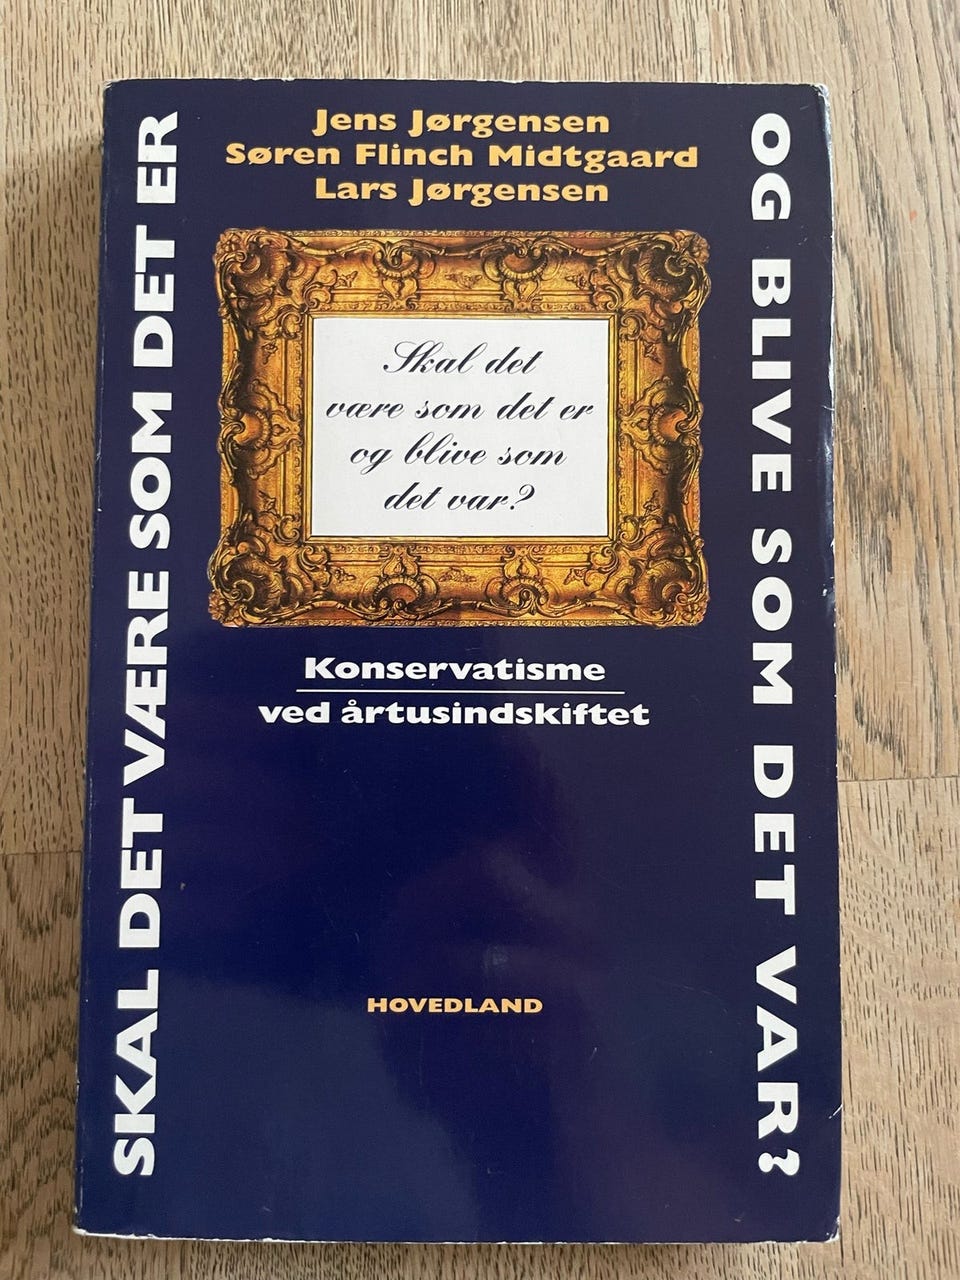 Jens Jørgensen
Søren Flinch Midtgaard
Lars Jørgensen
SKAL DET VÆRE SOM DET ER
OG BLIVE SOM DET VAR?
Skal det
være som det er
og blive som
det var?
Konservatisme
ved årtusindskiftet
HOVEDLAND